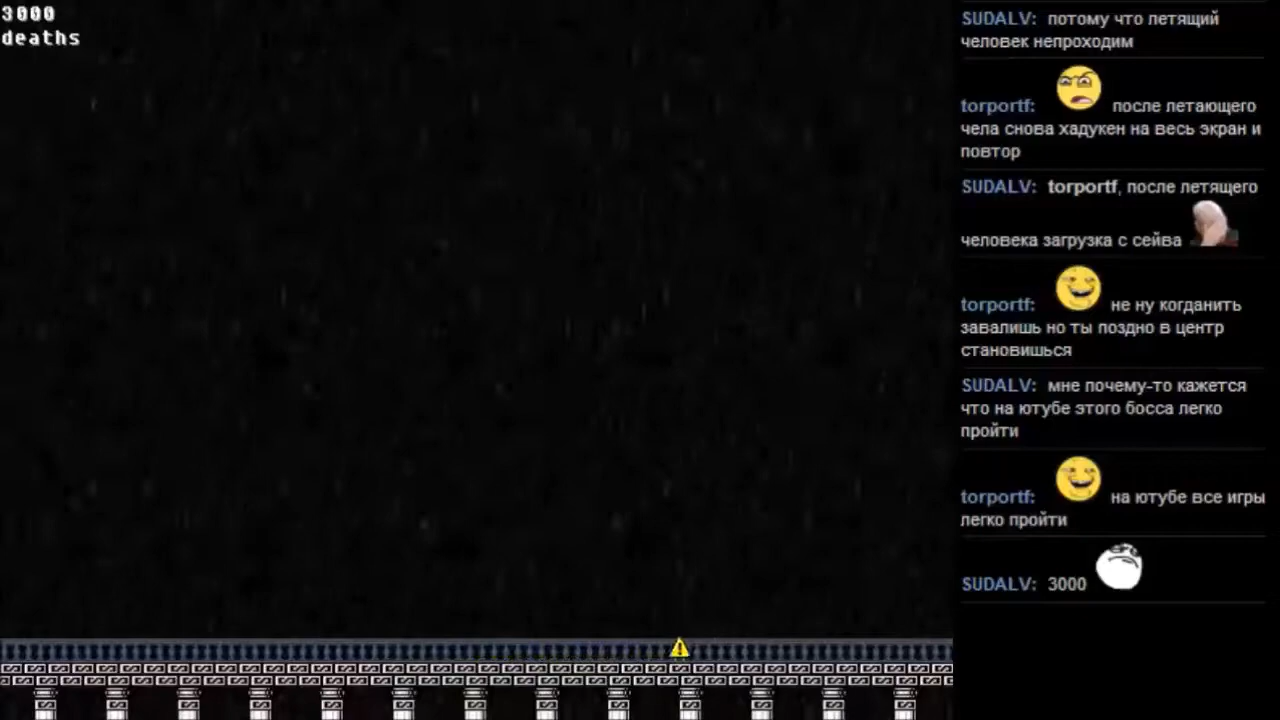 3000
deaths
SUDALV: потому что летящий
человек непроходим
torportf: после летающего
чела снова хадукен на весь экран и
повтор
SUDALV: torportf, после летящего
человека загрузка с сейва
torportf: не ну когданить
завалишь но ты поздно в центр
становишься
SUDALV: мне почему-то кажется
что на ютубе этого босса легко
пройти
torportf: на ютубе все игры
легко пройти
SUDALV: 3000